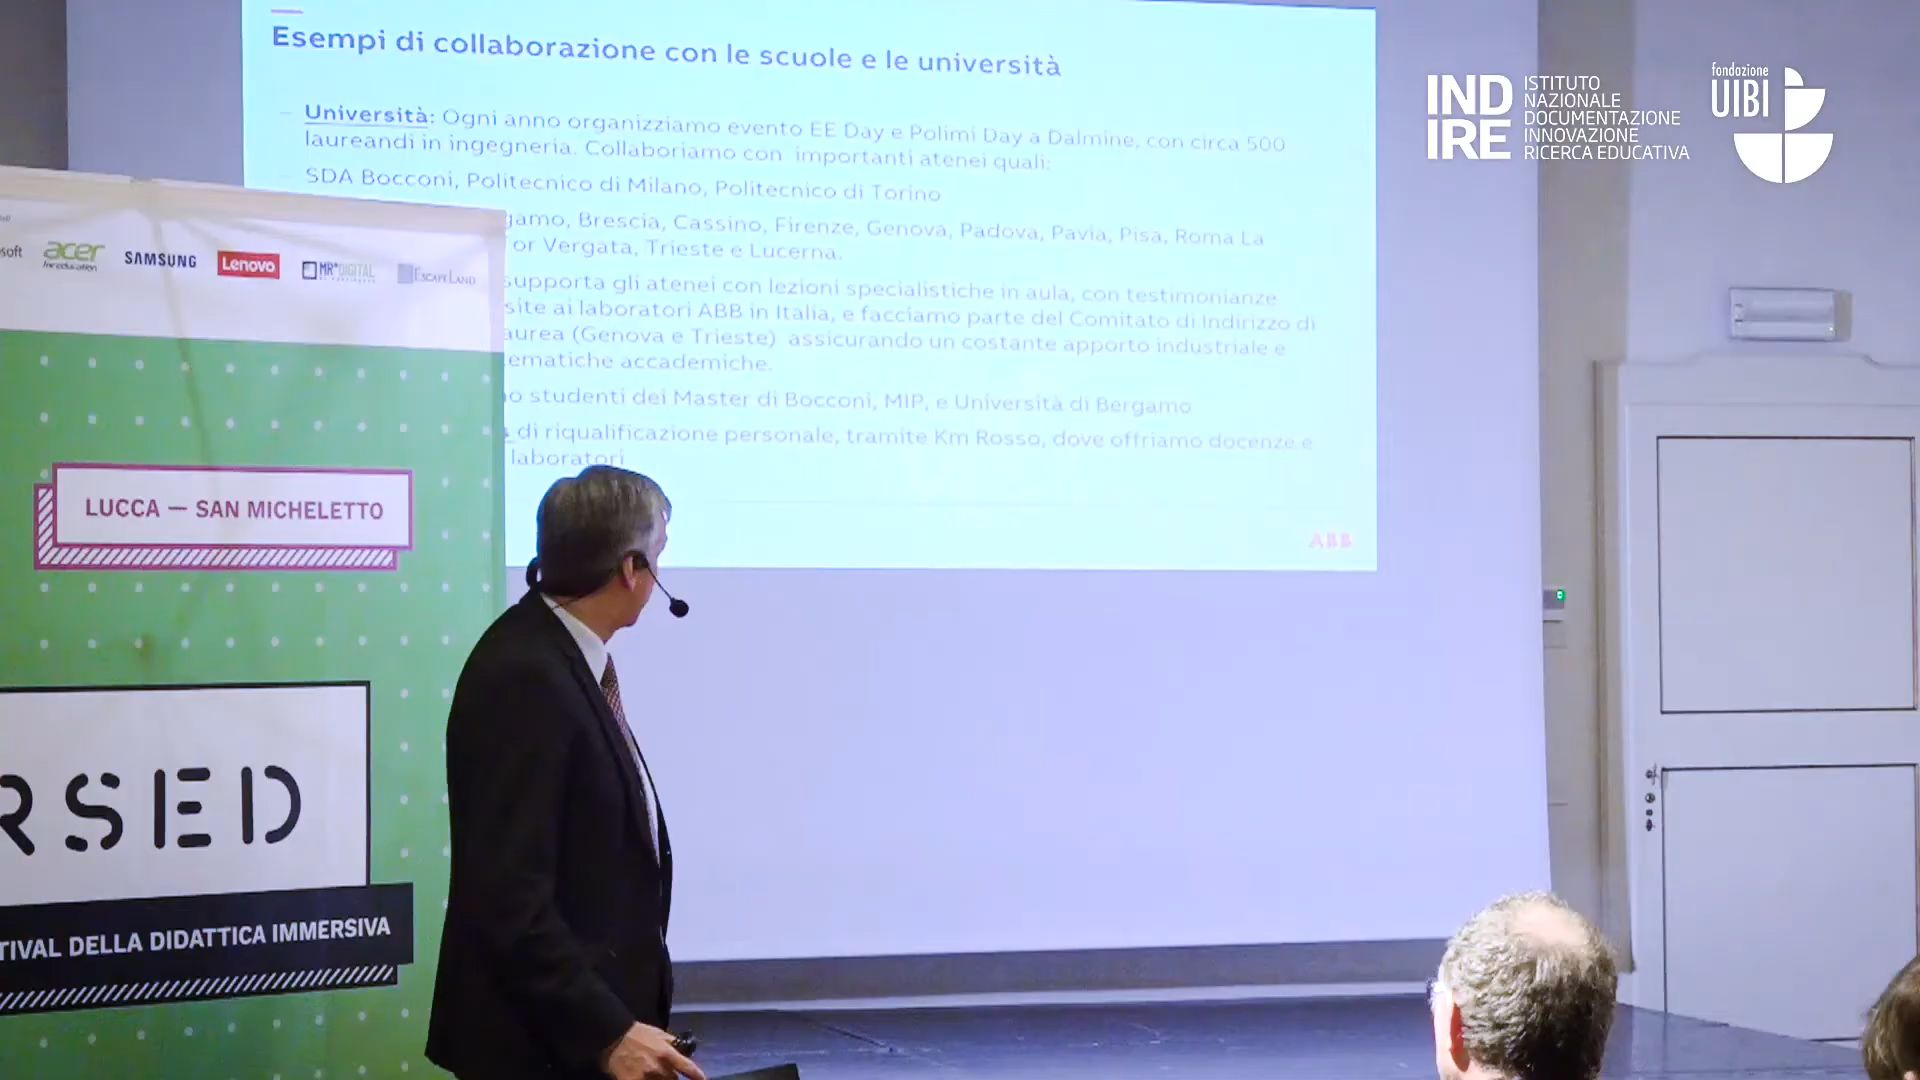 Esempi di collaborazione con le scuole e le università
– Università: Ogni anno organizziamo evento EE Day e Polimi Day a Dalmine, con circa 500
laureandi in ingegneria. Collaboriamo con importanti atenei quali:
SDA Bocconi, Politecnico di Milano, Politecnico di Torino
gamo, Brescia, Cassino, Firenze, Genova, Padova, Pavia, Pisa, Roma La
or Vergata, Trieste e Lucerna.
supporta gli atenei con lezioni specialistiche in aula, con testimonianze
site ai laboratori ABB in Italia, e facciamo parte del Comitato di Indirizzo di
aurea (Genova e Trieste) assicurando un costante apporto industriale e
ematiche accademiche.
o studenti dei Master di Bocconi, MIP, e Università di Bergamo
di riqualificazione personale, tramite Km Rosso, dove offriamo docenze e
laboratori
ABB
IND
IRE
ISTITUTO
NAZIONALE
DOCUMENTAZIONE
INNOVAZIONE
RICERCA EDUCATIVA
fondazione
UIBI
soft
acer
for education
SAMSUNG
Lenovo
MR DIGITAL
ESCAPELAND
LUCCA — SAN MICHELETTO
RSED
TIVAL DELLA DIDATTICA IMMERSIVA